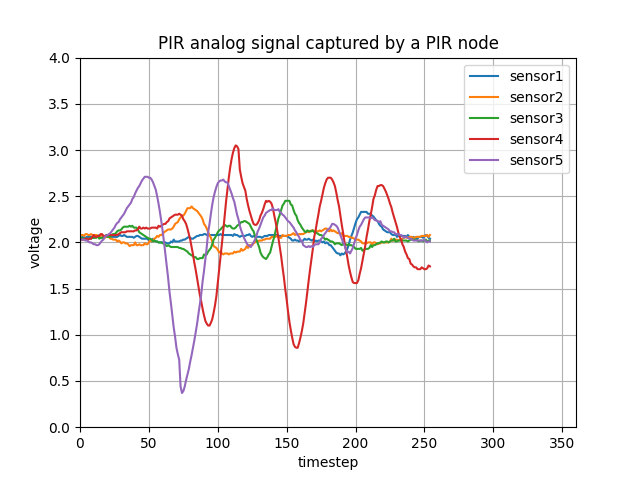 PIR analog signal captured by a PIR node
4.0
3.5
3.0
2.5
2.0
1.5
1.0
0.5
0.0
voltage
sensor1
sensor2
sensor3
sensor4
sensor5
0 50 100 150 200 250 300 350
timestep